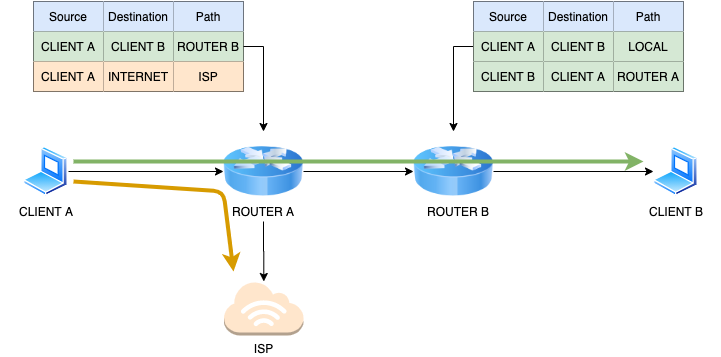 Source Destination Path
CLIENT A CLIENT B ROUTER B
CLIENT A INTERNET ISP
Source Destination Path
CLIENT A CLIENT B LOCAL
CLIENT B CLIENT A ROUTER A
CLIENT A
ROUTER A
ROUTER B
CLIENT B
ISP